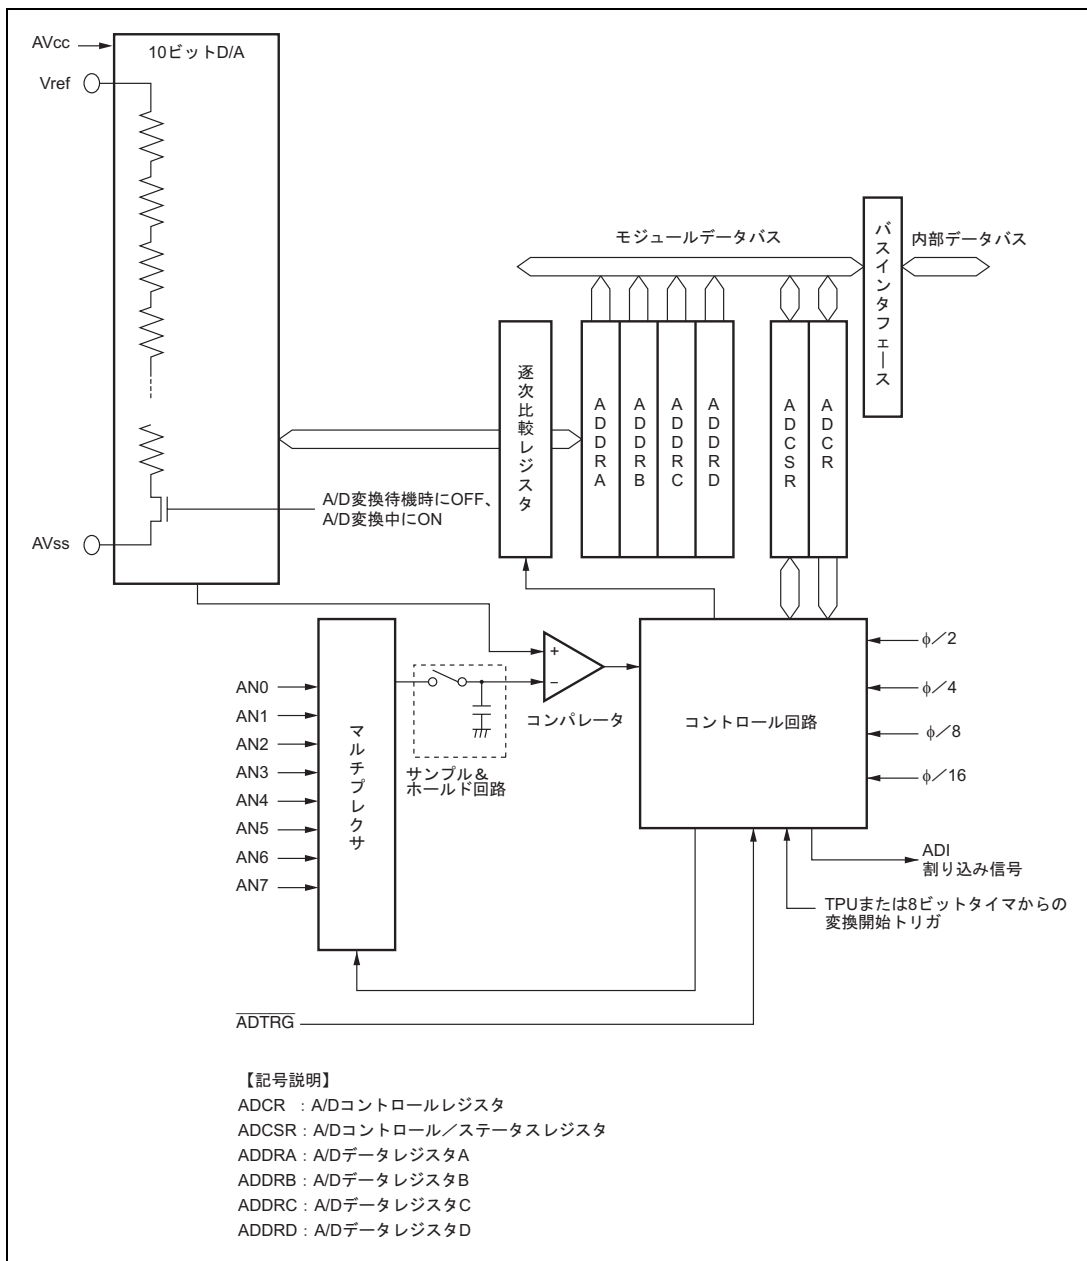 AVcc
10ビットD/A
Vref
バスインタフェース
モジュールデータバス
内部データバス
逐次比較レジスタ
ADDRA
ADDRB
ADDRC
ADDRD
ADCSR
ADCR
A/D変換待機時にOFF、
A/D変換中にON
AVss
マルチプレクサ
+
−
コンパレータ
コントロール回路
φ／2
φ／4
φ／8
φ／16
AN0
AN1
AN2
AN3
AN4
AN5
AN6
AN7
サンプル＆
ホールド回路
ADI
割り込み信号
TPUまたは8ビットタイマからの
変換開始トリガ
ADTRG
【記号説明】
ADCR ：A/Dコントロールレジスタ
ADCSR：A/Dコントロール／ステータスレジスタ
ADDRA：A/DデータレジスタA
ADDRB：A/DデータレジスタB
ADDRC：A/DデータレジスタC
ADDRD：A/DデータレジスタD